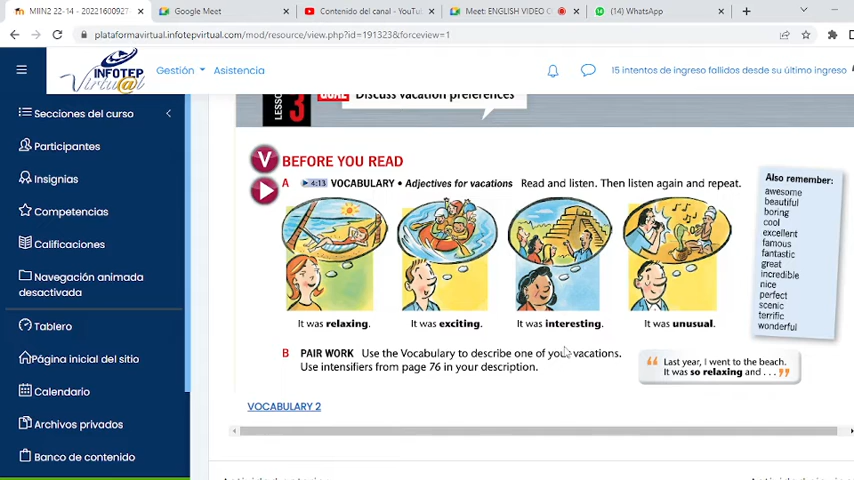 MIIN2 22-14 - 2022160092
Google Meet
Contenido del canal - YouTu
Meet: ENGLISH VIDEO C
(14) WhatsApp
plataformavirtual.infotepvirtual.com/mod/resource/view.php?id=191323&forceview=1
INFOTEP
Virtu@l
Gestión
Asistencia
15 intentos de ingreso fallidos desde su último ingreso
Secciones del curso
Participantes
Insignias
Competencias
Calificaciones
Navegación animada
desactivada
Tablero
Página inicial del sitio
Calendario
Archivos privados
Banco de contenido
LESSON
3
GOAL Discuss vacation preferences
V BEFORE YOU READ
A 4:13 VOCABULARY • Adjectives for vacations Read and listen. Then listen again and repeat.
It was relaxing.
It was exciting.
It was interesting.
It was unusual.
Also remember:
awesome
beautiful
boring
cool
excellent
famous
fantastic
great
incredible
nice
perfect
scenic
terrific
wonderful
B PAIR WORK Use the Vocabulary to describe one of your vacations.
Use intensifiers from page 76 in your description.
“ Last year, I went to the beach.
It was so relaxing and . . . ”
VOCABULARY 2